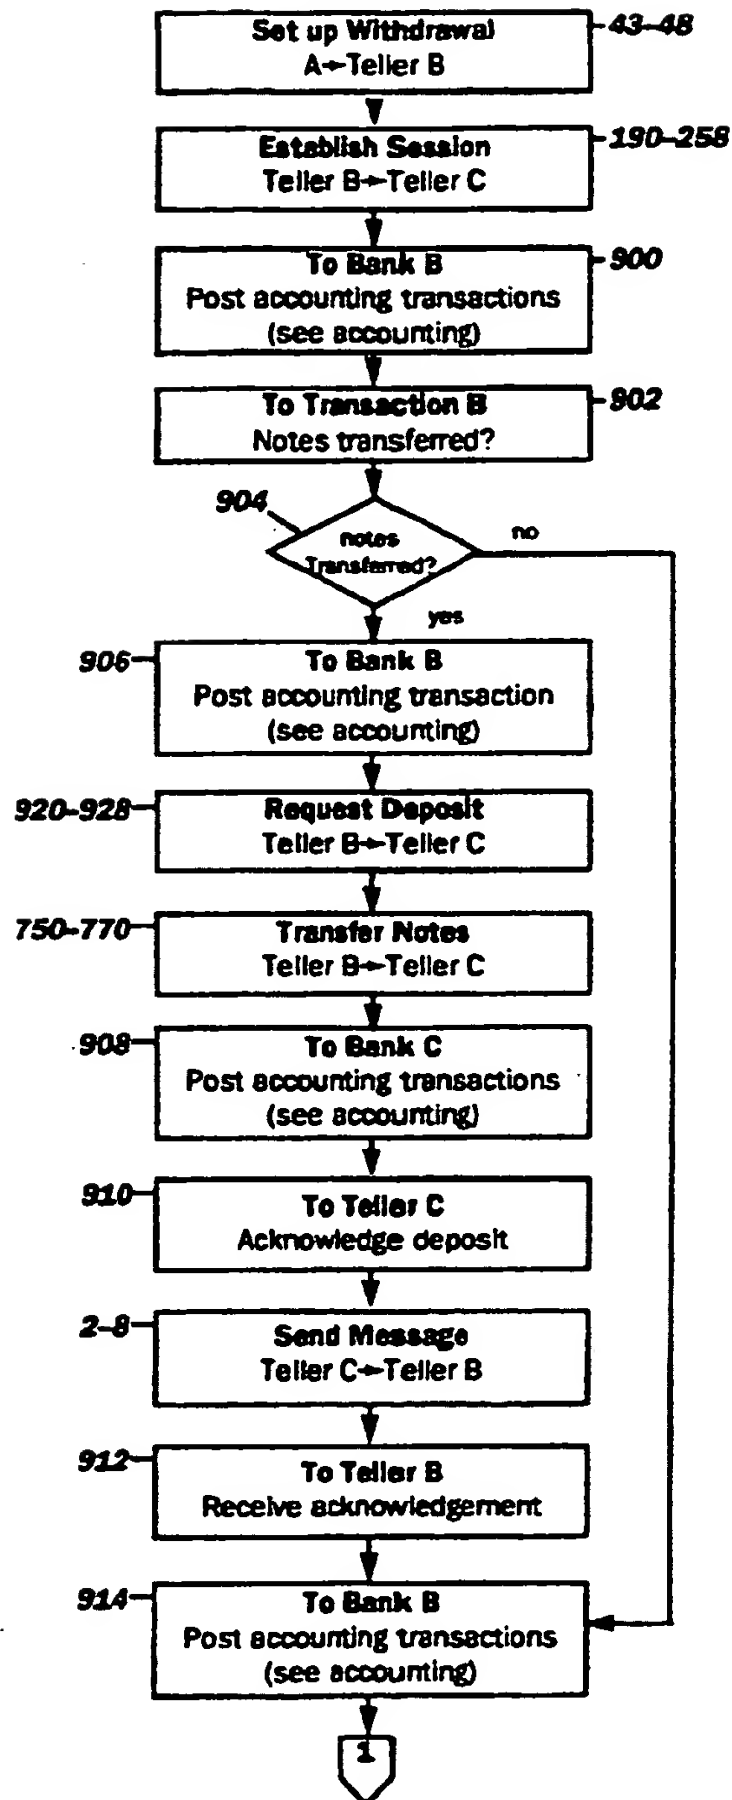 Set up Withdrawal
A→Teller B
43-48
Establish Session
Teller B→Teller C
190-258
To Bank B
Post accounting transactions
(see accounting)
900
To Transaction B
Notes transferred?
902
904
notes
Transferred?
no
yes
906
To Bank B
Post accounting transaction
(see accounting)
920-928
Request Deposit
Teller B→Teller C
750-770
Transfer Notes
Teller B→Teller C
908
To Bank C
Post accounting transactions
(see accounting)
910
To Teller C
Acknowledge deposit
2-8
Send Message
Teller C→Teller B
912
To Teller B
Receive acknowledgement
914
To Bank B
Post accounting transactions
(see accounting)
1